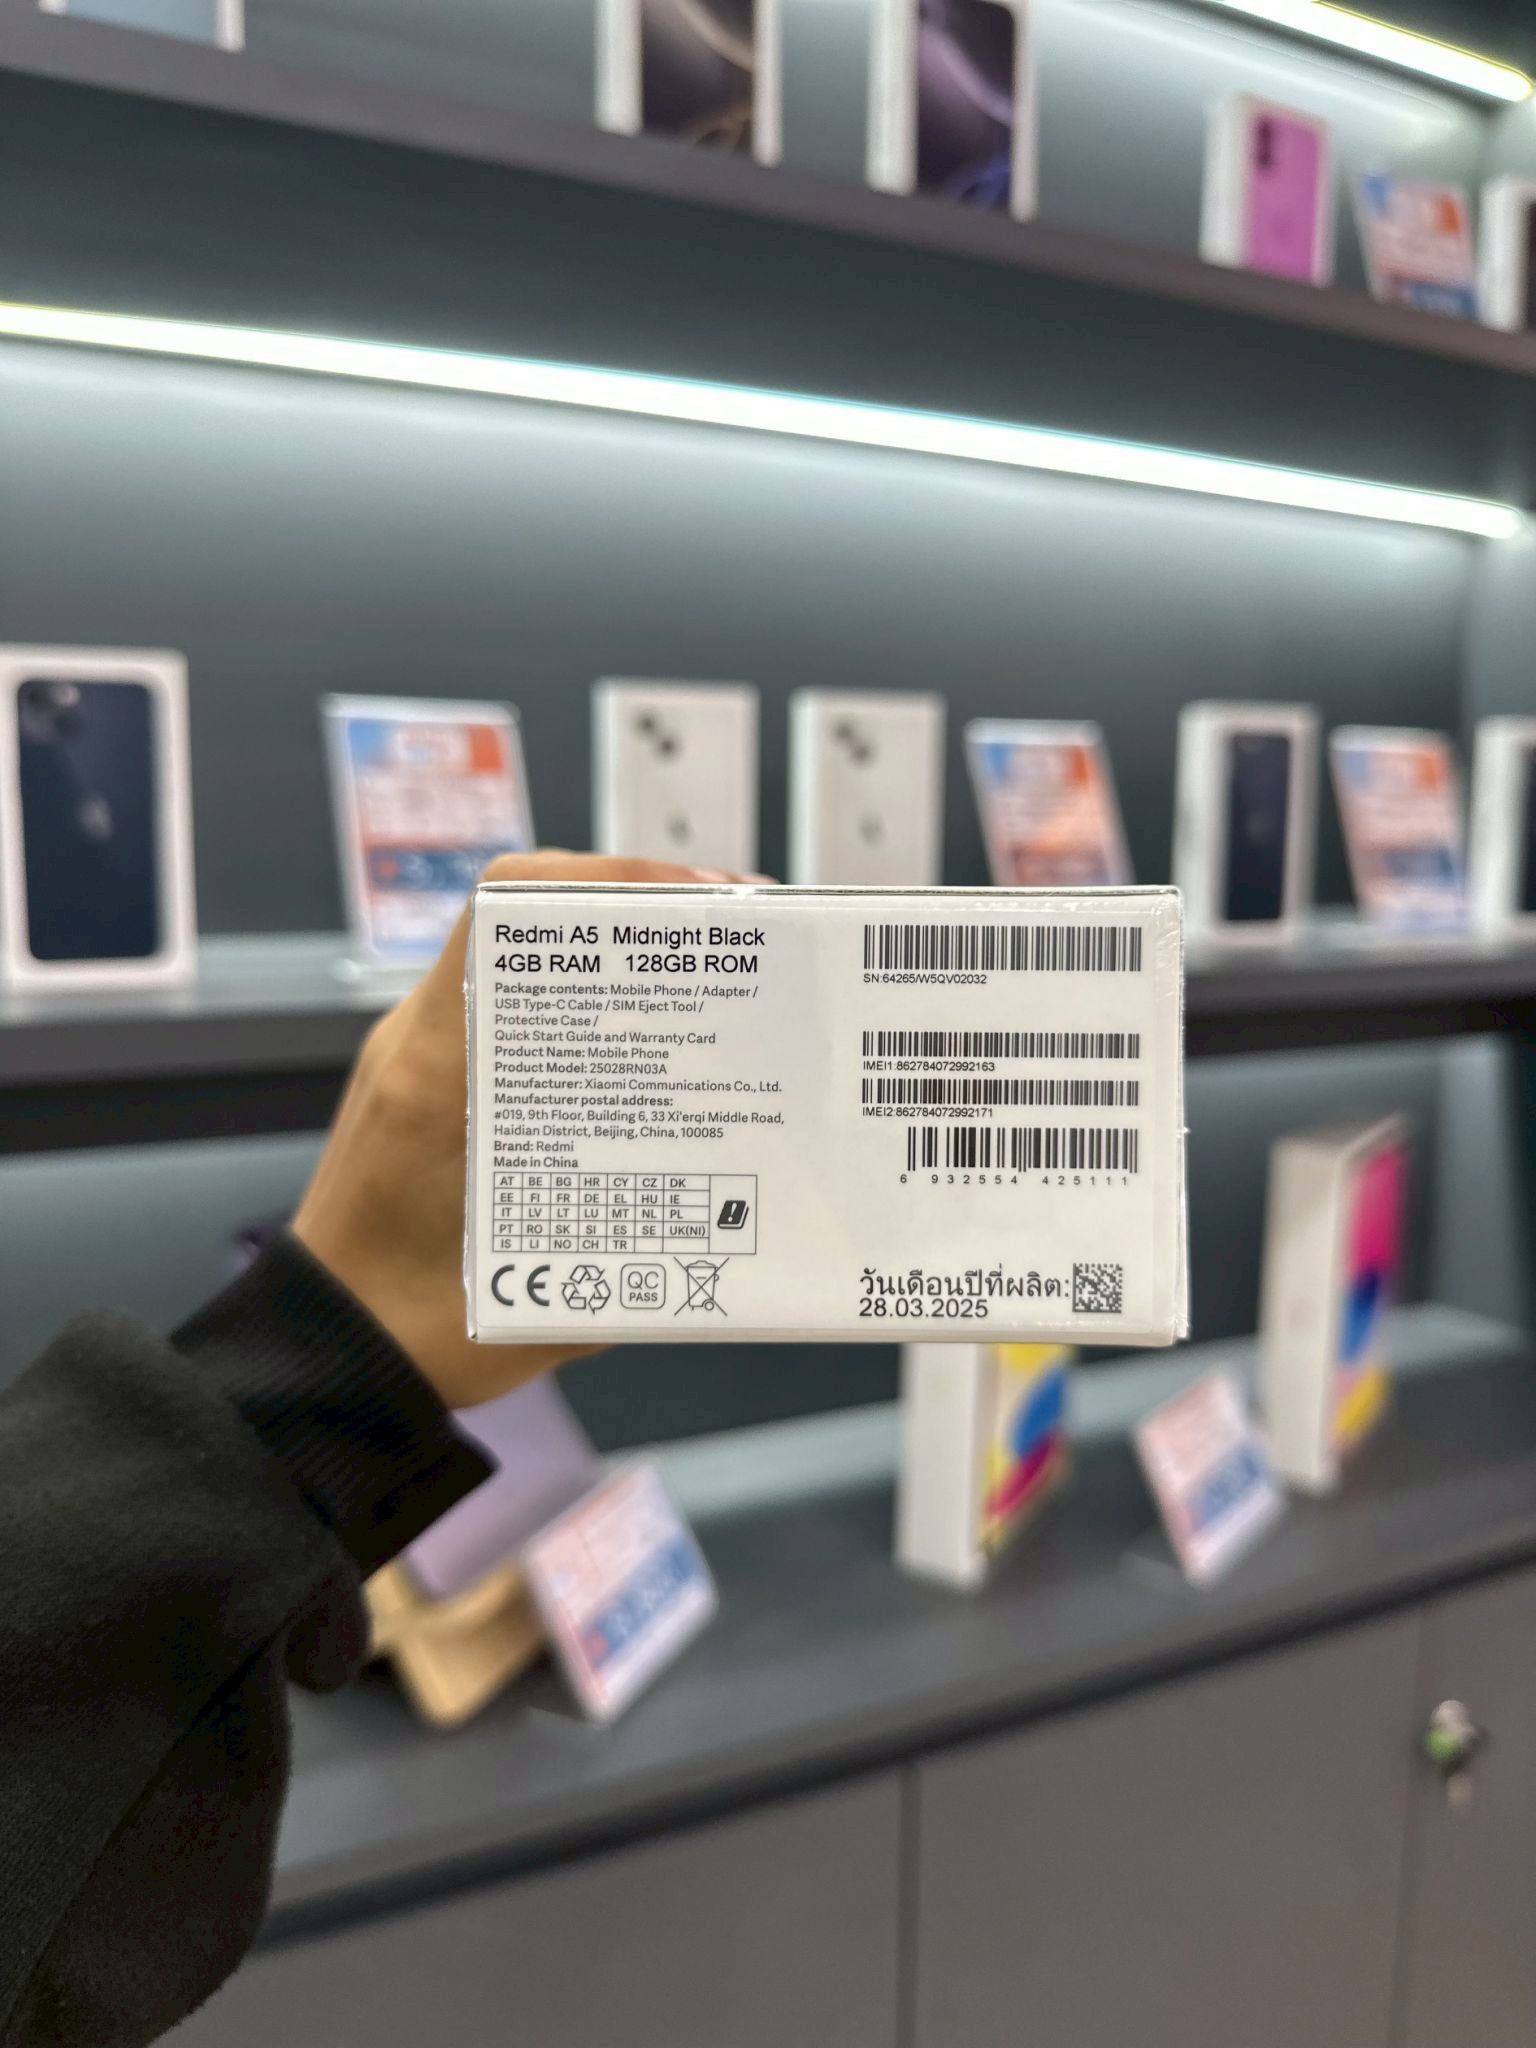 Redmi A5 Midnight Black
4GB RAM 128GB ROM
Package contents: Mobile Phone / Adapter /
USB Type-C Cable / SIM Eject Tool /
Protective Case /
Quick Start Guide and Warranty Card
Product Name: Mobile Phone
Product Model: 25028RN03A
Manufacturer: Xiaomi Communications Co., Ltd.
Manufacturer postal address:
#019, 9th Floor, Building 6, 33 Xi'erqi Middle Road,
Haidian District, Beijing, China, 100085
Brand: Redmi
Made in China
AT BE BG HR CY CZ DK
EE FI FR DE EL HU IE
IT LV LT LU MT NL PL
PT RO SK SI ES SE UK(NI)
IS LI NO CH TR
CE
QC
PASS
SN:64265/W5QV02032
IMEI1:862784072992163
IMEI2:862784072992171
6 932554 425111
วันเดือนปีที่ผลิต:
28.03.2025